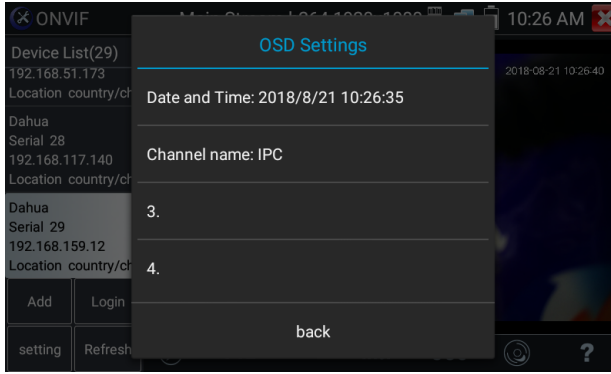 ONVIF
10:26 AM
Device List(29)
192.168.51.173
Location country/ch
Dahua
Serial 28
192.168.117.140
Location country/ch
Dahua
Serial 29
192.168.159.12
Location country/ch
Add
Login
setting
Refresh
OSD Settings
Date and Time: 2018/8/21 10:26:35
Channel name: IPC
3.
4.
back
2018-08-21 10:26:40
?